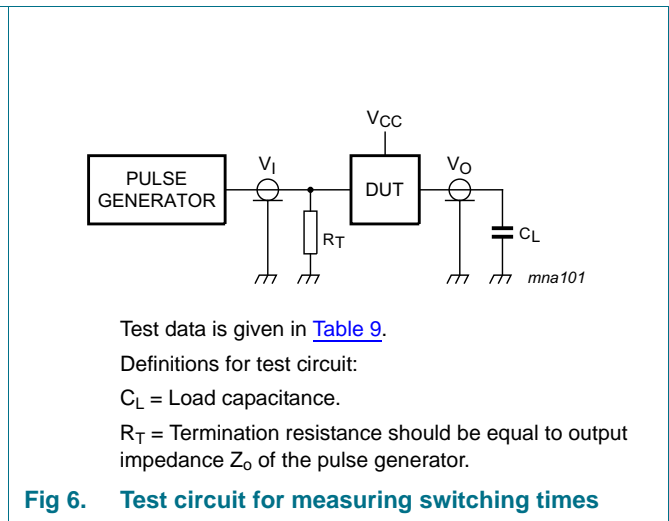 VCC
PULSE
GENERATOR
VI
DUT
VO
RT
CL
mna101
Test data is given in Table 9.
Definitions for test circuit:
CL = Load capacitance.
RT = Termination resistance should be equal to output
impedance Zo of the pulse generator.
Fig 6. Test circuit for measuring switching times